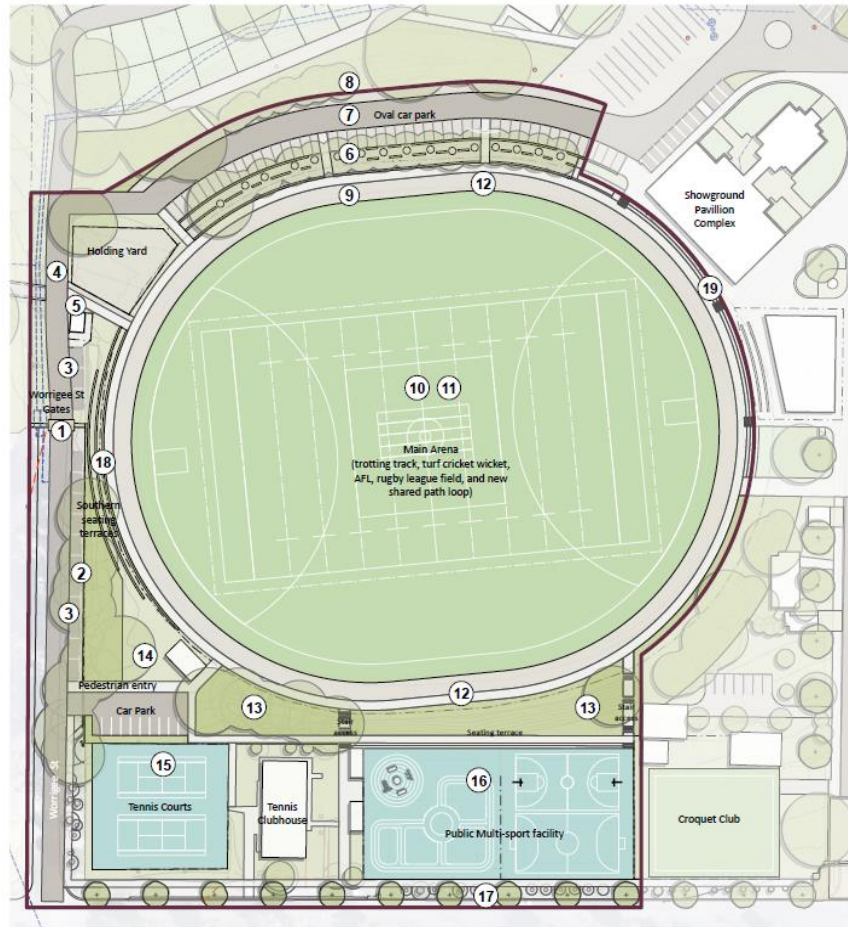 8
7
Oval car park
6
12
9
Showground
Pavillion
Complex
Holding Yard
4
5
19
3
Worrigee St
Gates
1
10
11
Main Arena
(trotting track, turf cricket wicket,
AFL, rugby league field, and new
shared path loop)
18
Southern
seating
terraces
2
3
14
Pedestrian entry
12
13
13
Car Park
Stair
access
Stair
access
Seating terrace
15
16
Worrigee St
Tennis Courts
Tennis
Clubhouse
Public Multi-sport facility
Croquet Club
17